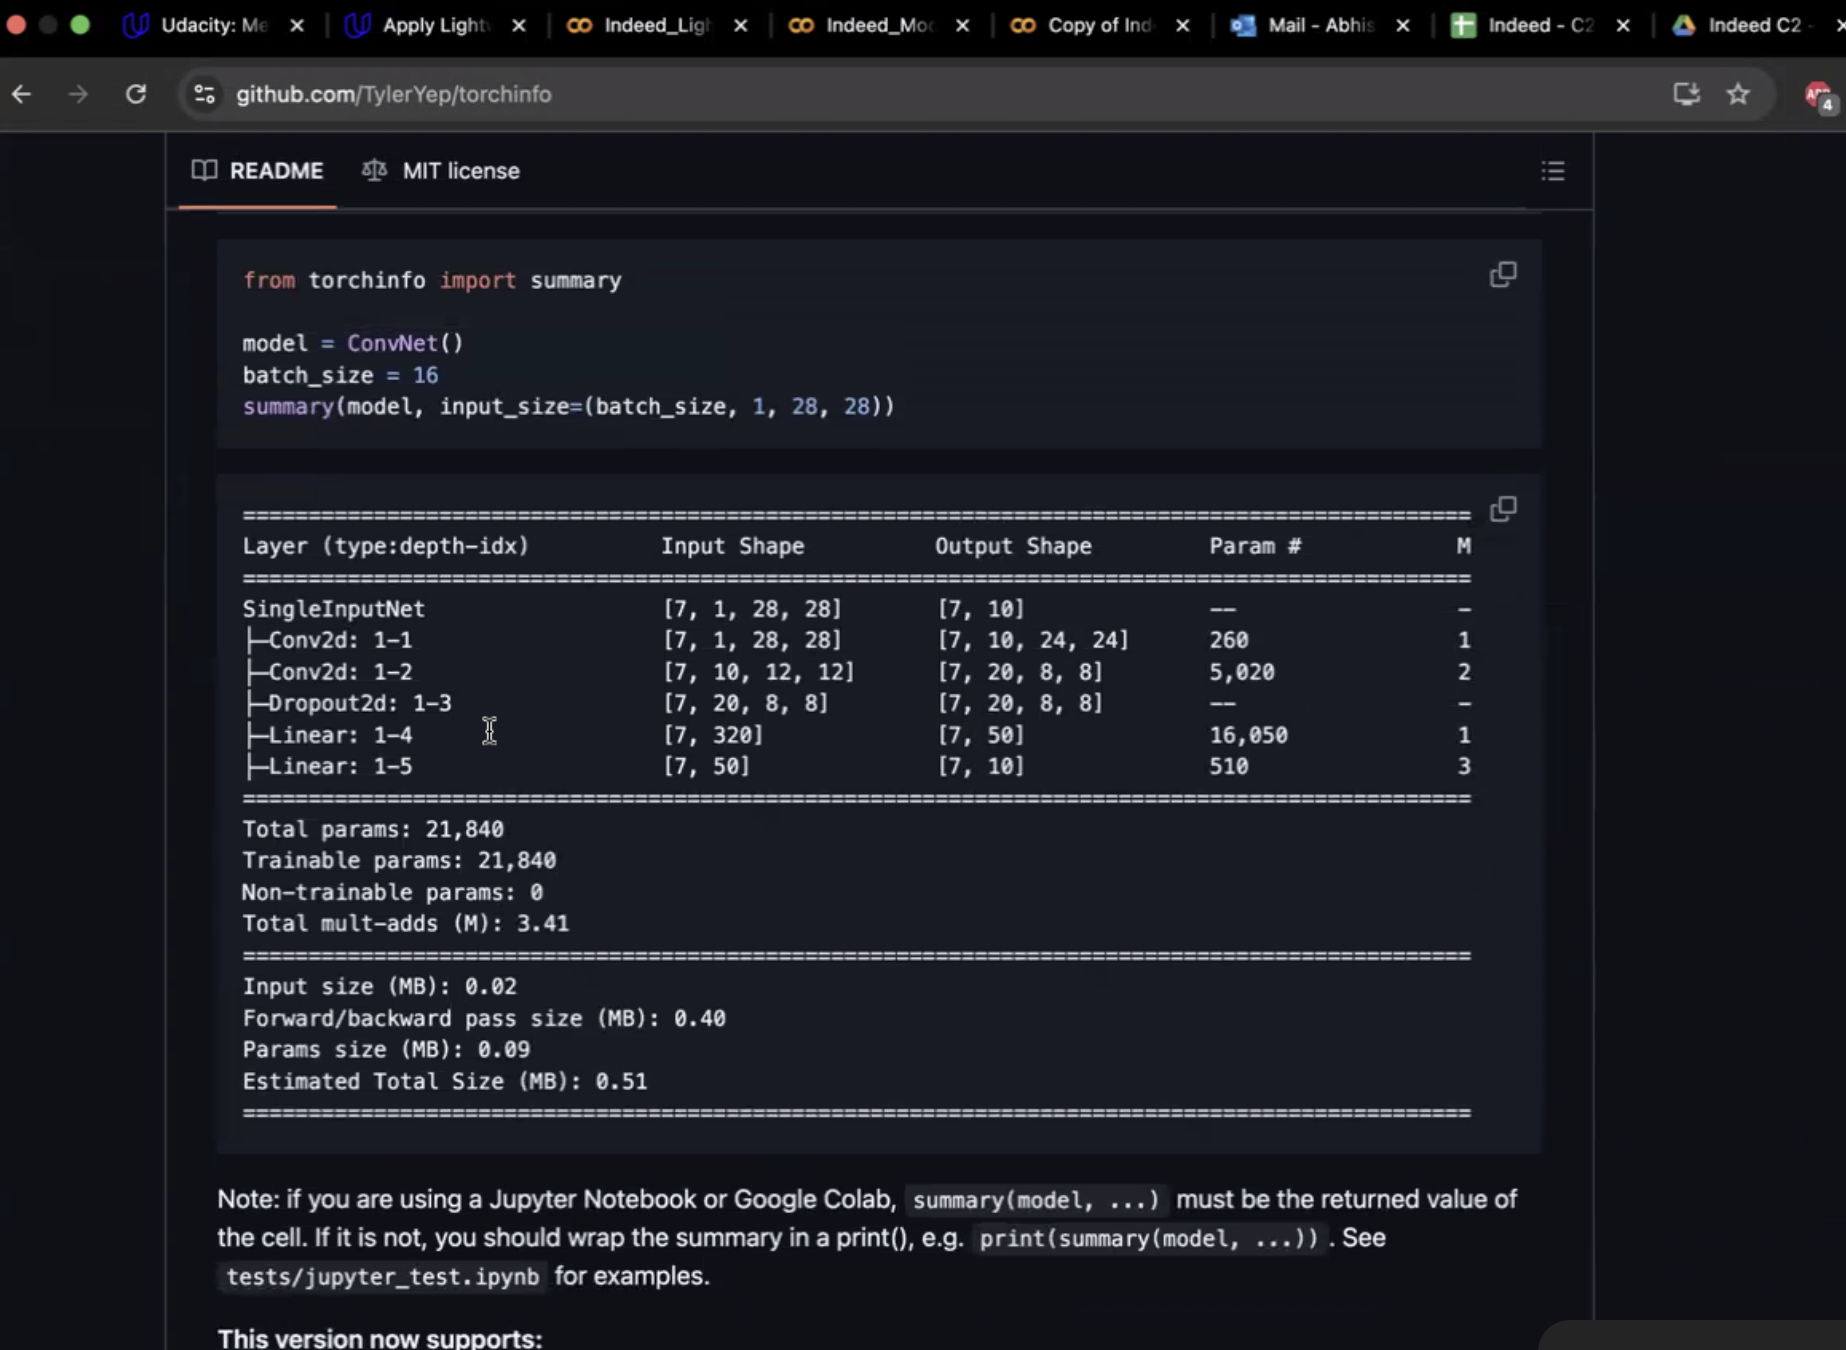 Udacity: Me Apply Lightw Indeed_Ligh Indeed_Mod Copy of Ind Mail - Abhis Indeed - C2 Indeed C2 -
github.com/TylerYep/torchinfo
4
README MIT license
from torchinfo import summary
model = ConvNet()
batch_size = 16
summary(model, input_size=(batch_size, 1, 28, 28))
==========================================================================================
Layer (type:depth-idx) Input Shape Output Shape Param # M
==========================================================================================
SingleInputNet [7, 1, 28, 28] [7, 10] -- -
├─Conv2d: 1-1 [7, 1, 28, 28] [7, 10, 24, 24] 260 1
├─Conv2d: 1-2 [7, 10, 12, 12] [7, 20, 8, 8] 5,020 2
├─Dropout2d: 1-3 [7, 20, 8, 8] [7, 20, 8, 8] -- -
├─Linear: 1-4 [7, 320] [7, 50] 16,050 1
├─Linear: 1-5 [7, 50] [7, 10] 510 3
==========================================================================================
Total params: 21,840
Trainable params: 21,840
Non-trainable params: 0
Total mult-adds (M): 3.41
==========================================================================================
Input size (MB): 0.02
Forward/backward pass size (MB): 0.40
Params size (MB): 0.09
Estimated Total Size (MB): 0.51
==========================================================================================
Note: if you are using a Jupyter Notebook or Google Colab, summary(model, ...) must be the returned value of
the cell. If it is not, you should wrap the summary in a print(), e.g. print(summary(model, ...)) . See
tests/jupyter_test.ipynb for examples.
This version now supports: